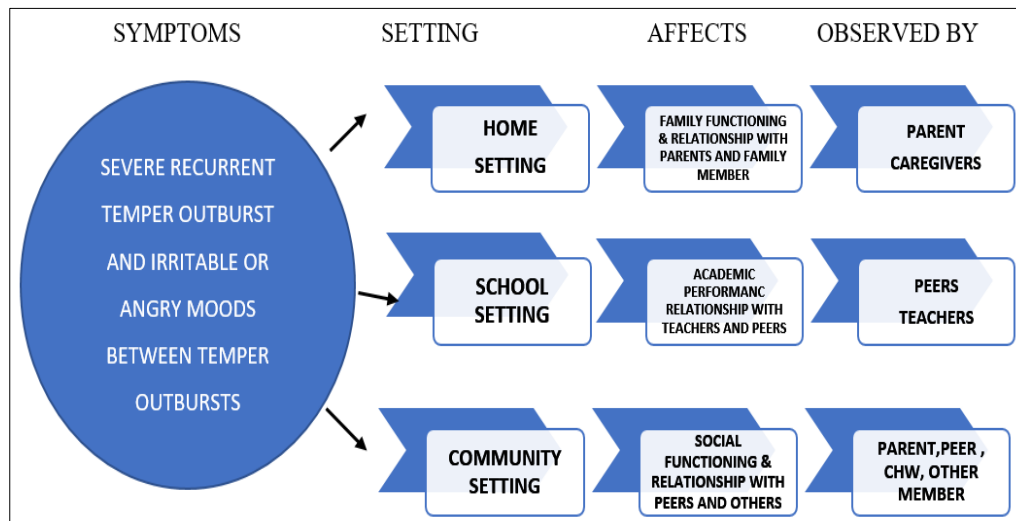 SYMPTOMS SETTING AFFECTS OBSERVED BY
SEVERE RECURRENT
TEMPER OUTBURST
AND IRRITABLE OR
ANGRY MOODS
BETWEEN TEMPER
OUTBURSTS
HOME
SETTING
FAMILY FUNCTIONING
& RELATIONSHIP WITH
PARENTS AND FAMILY
MEMBER
PARENT
CAREGIVERS
SCHOOL
SETTING
ACADEMIC
PERFORMANC
RELATIONSHIP WITH
TEACHERS AND PEERS
PEERS
TEACHERS
COMMUNITY
SETTING
SOCIAL
FUNCTIONING &
RELATIONSHIP WITH
PEERS AND OTHERS
PARENT,PEER ,
CHW, OTHER
MEMBER